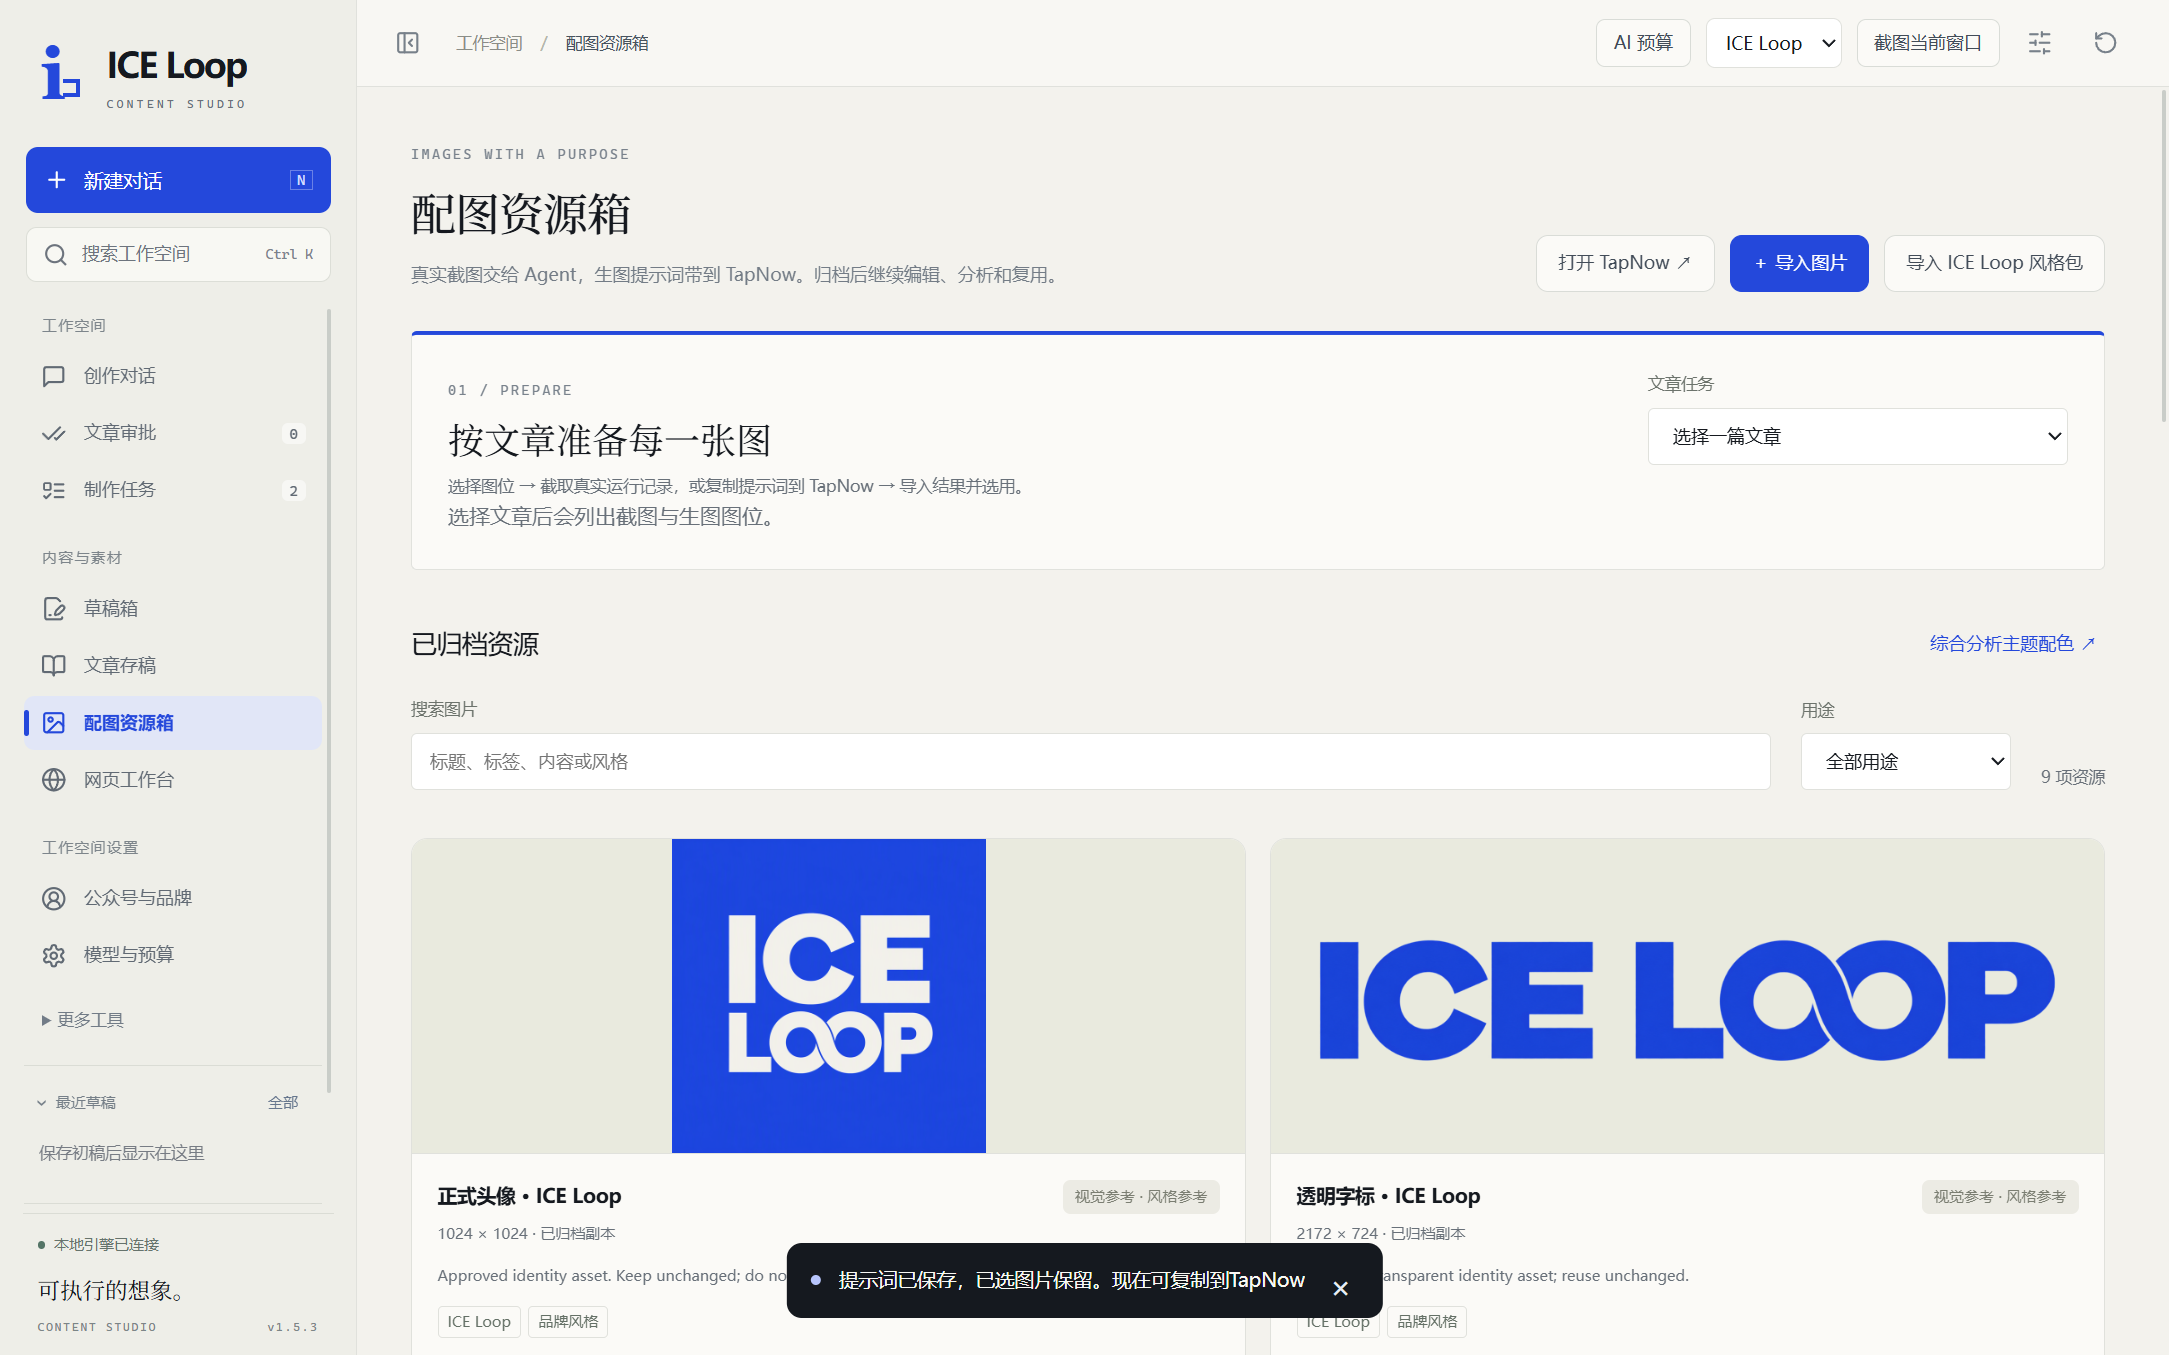 ICE Loop
CONTENT STUDIO
新建对话
N
搜索工作空间
Ctrl K
工作空间
创作对话
文章审批
0
制作任务
2
内容与素材
草稿箱
文章存稿
配图资源箱
网页工作台
工作空间设置
公众号与品牌
模型与预算
更多工具
最近草稿
全部
保存初稿后显示在这里
本地引擎已连接
可执行的想象。
CONTENT STUDIO
v1.5.3
工作空间 / 配图资源箱
AI 预算
ICE Loop
截图当前窗口
IMAGES WITH A PURPOSE
配图资源箱
真实截图交给 Agent，生图提示词带到 TapNow。归档后继续编辑、分析和复用。
打开 TapNow ↗
+ 导入图片
导入 ICE Loop 风格包
01 / PREPARE
按文章准备每一张图
选择图位 → 截取真实运行记录，或复制提示词到 TapNow → 导入结果并选用。
选择文章后会列出截图与生图图位。
文章任务
选择一篇文章
已归档资源
综合分析主题配色 ↗
搜索图片
标题、标签、内容或风格
用途
全部用途
9 项资源
ICE
LOOP
正式头像 • ICE Loop
视觉参考 · 风格参考
1024 × 1024 · 已归档副本
Approved identity asset. Keep unchanged; do no
ICE Loop
品牌风格
ICE LOOP
透明字标 • ICE Loop
视觉参考 · 风格参考
2172 × 724 · 已归档副本
ansparent identity asset; reuse unchanged.
ICE Loop
品牌风格
提示词已保存，已选图片保留。现在可复制到TapNow